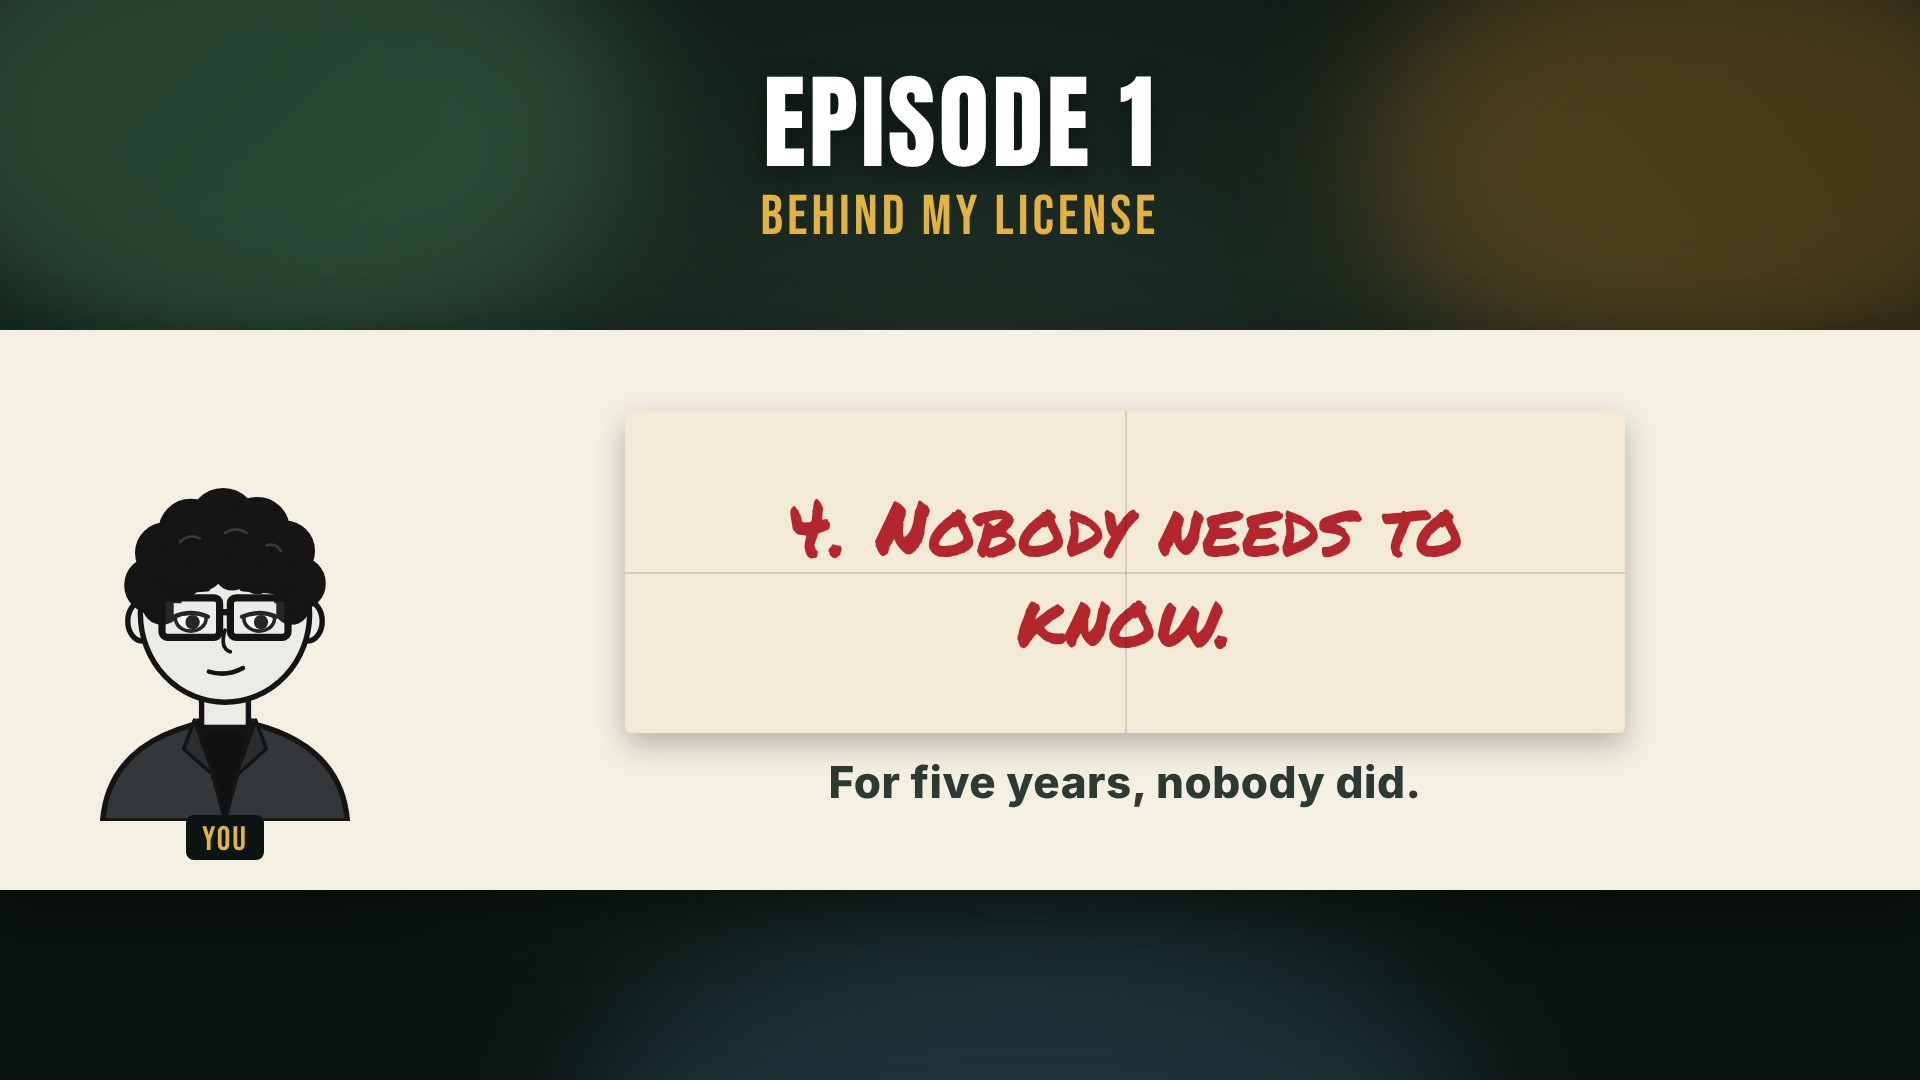 EPISODE 1
BEHIND MY LICENSE
4. NOBODY NEEDS TO
KNOW.
For five years, nobody did.
YOU